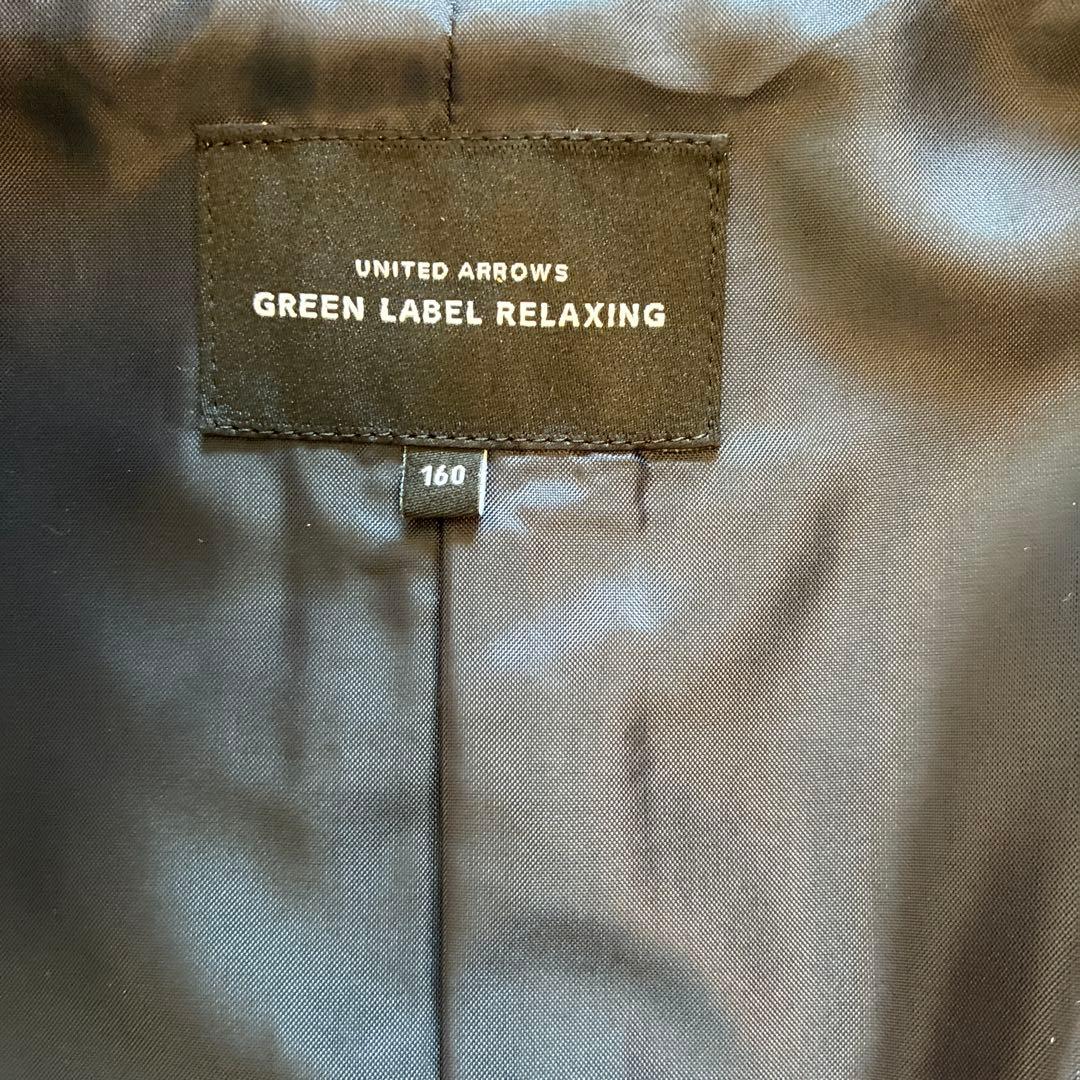 UNITED ARROWS
GREEN LABEL RELAXING
160